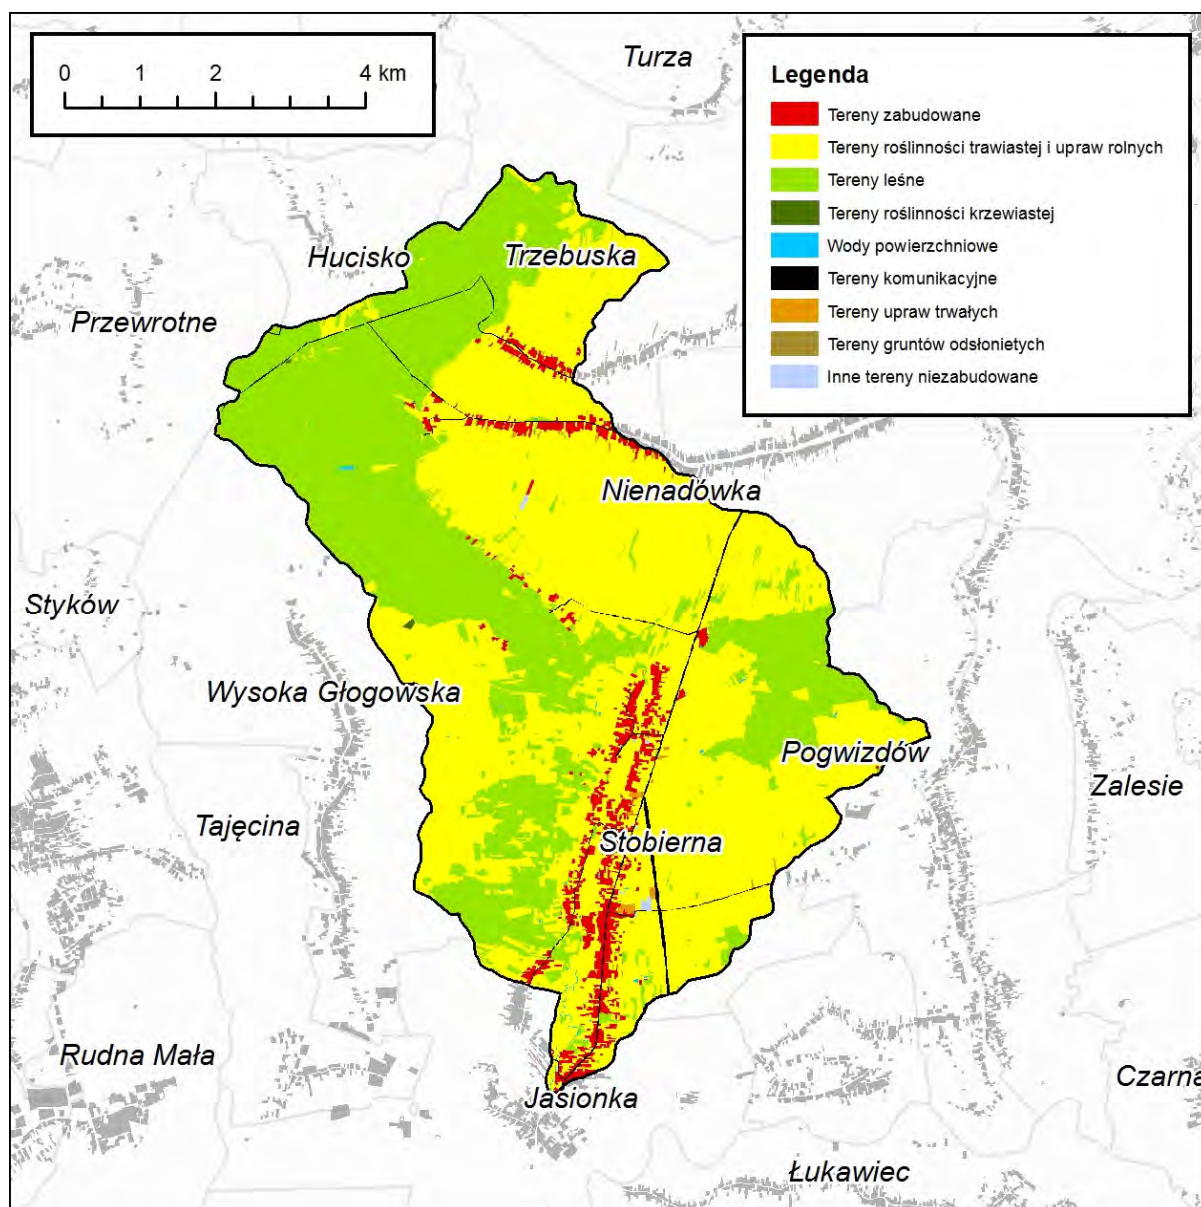 Turza
0 1 2 4 km
Legenda
Tereny zabudowane
Tereny roślinności trawiastej i upraw rolnych
Tereny leśne
Tereny roślinności krzewiastej
Wody powierzchniowe
Tereny komunikacyjne
Tereny upraw trwałych
Tereny gruntów odsłonietych
Inne tereny niezabudowane
Hucisko
Trzebuska
Przewrotne
Nienadówka
Styków
Wysoka Głogowska
Pogwizdów
Zalesie
Tajęcina
Stobierna
Rudna Mała
Jasionka
Czarna
Łukawiec